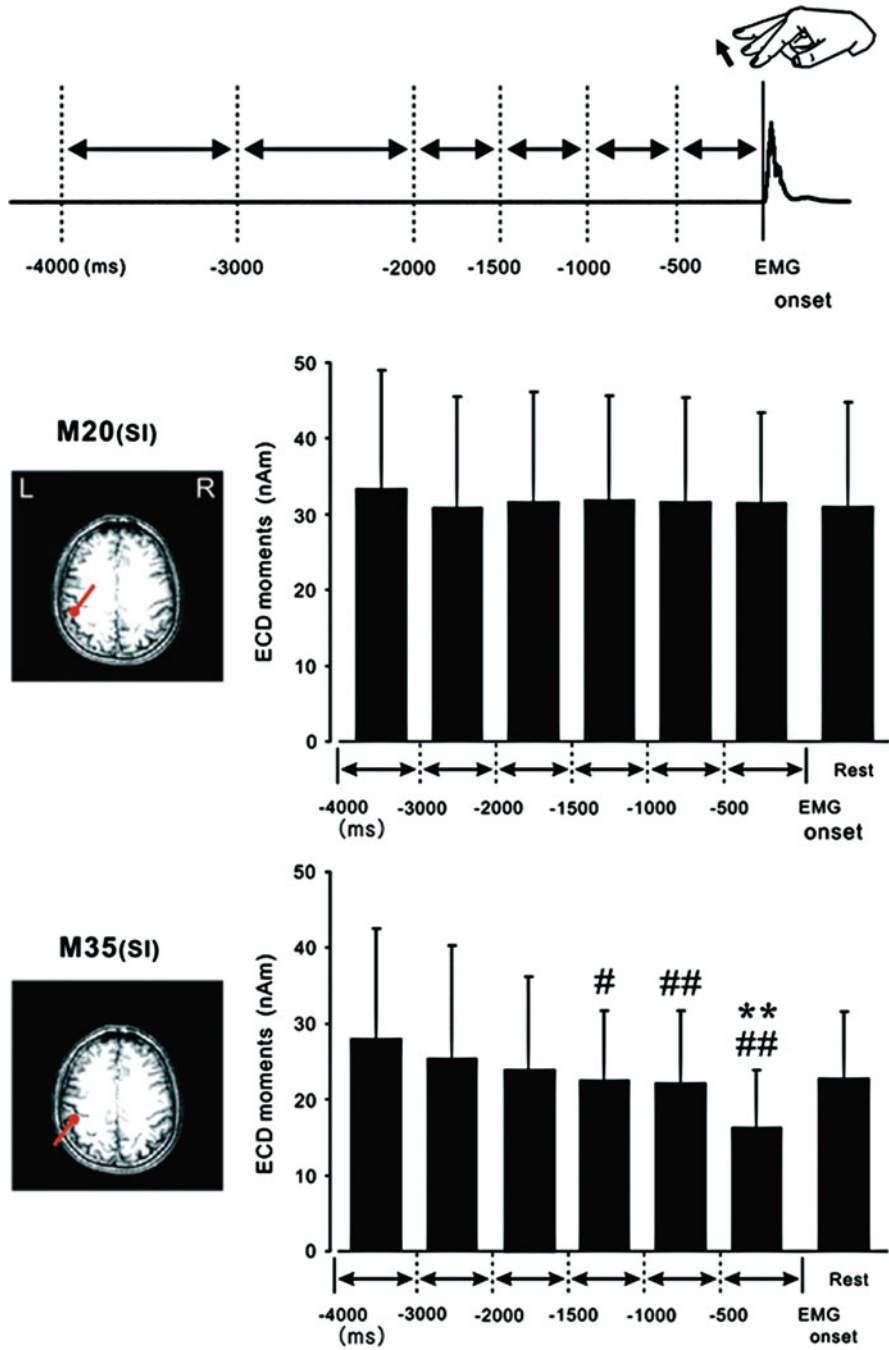 -4000 (ms) -3000 -2000 -1500 -1000 -500 EMG
onset
M20(SI)
L R
ECD moments (nAm)
50
40
30
20
10
0
Rest
-4000 -3000 -2000 -1500 -1000 -500 EMG
(ms) onset
M35(SI)
ECD moments (nAm)
50
40
30
20
10
0
# ## **
##
Rest
-4000 -3000 -2000 -1500 -1000 -500 EMG
(ms) onset